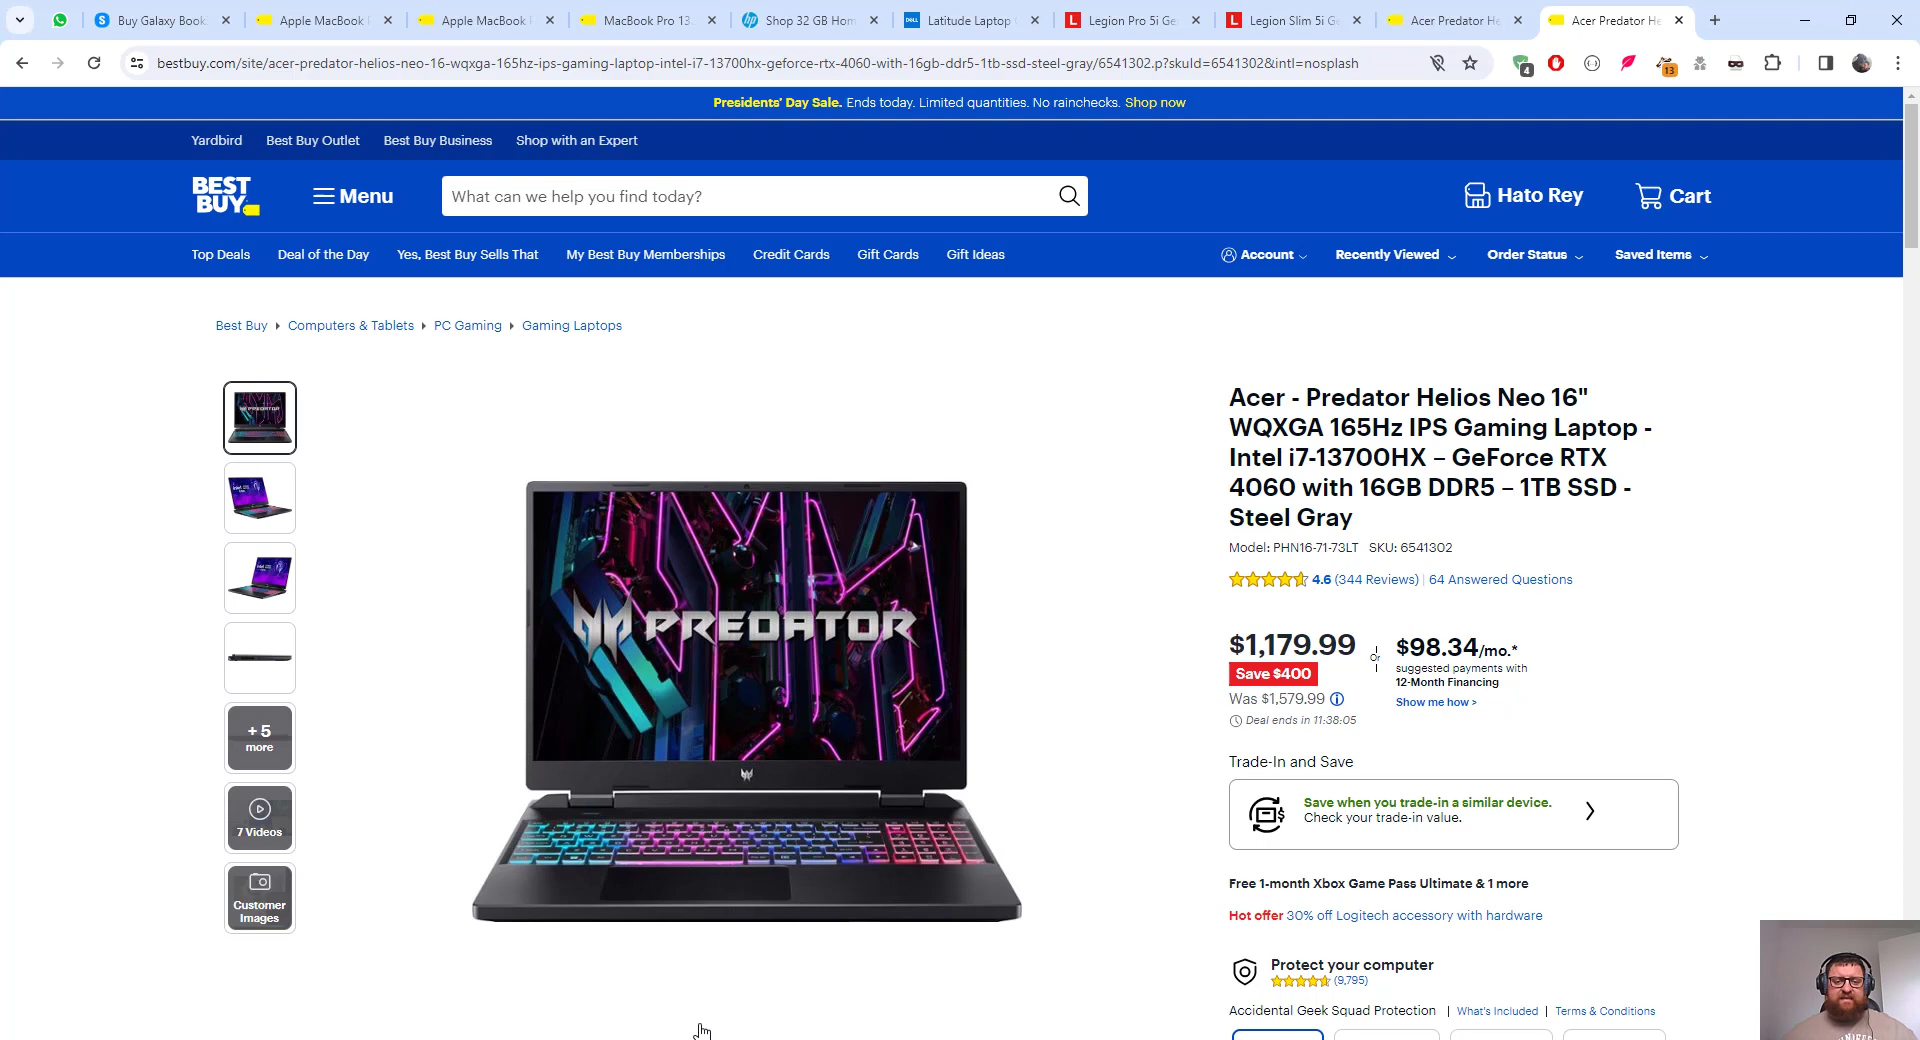 Buy Galaxy Book
Apple MacBook
Apple MacBook
MacBook Pro 13
Shop 32 GB Hom
Latitude Laptop
Legion Pro 5i Ge
Legion Slim 5i G
Acer Predator He
Acer Predator He
bestbuy.com/site/acer-predator-helios-neo-16-wqxga-165hz-ips-gaming-laptop-intel-i7-13700hx-geforce-rtx-4060-with-16gb-ddr5-1tb-ssd-steel-gray/6541302.p?skuId=6541302&intl=nosplash
4
13
Presidents' Day Sale. Ends today. Limited quantities. No rainchecks. Shop now
Yardbird Best Buy Outlet Best Buy Business Shop with an Expert
BEST
BUY
Menu
What can we help you find today?
Hato Rey
Cart
Top Deals Deal of the Day Yes, Best Buy Sells That My Best Buy Memberships Credit Cards Gift Cards Gift Ideas
Account Recently Viewed Order Status Saved Items
Best Buy Computers & Tablets PC Gaming Gaming Laptops
+ 5
more
7 Videos
Customer
Images
PREDATOR
Acer - Predator Helios Neo 16"
WQXGA 165Hz IPS Gaming Laptop -
Intel i7-13700HX – GeForce RTX
4060 with 16GB DDR5 – 1TB SSD -
Steel Gray
Model: PHN16-71-73LT SKU: 6541302
4.6 (344 Reviews) | 64 Answered Questions
$1,179.99
Save $400
Was $1,579.99
Deal ends in 11:38:05
Or
$98.34/mo.*
suggested payments with
12-Month Financing
Show me how >
Trade-In and Save
Save when you trade-in a similar device.
Check your trade-in value.
Free 1-month Xbox Game Pass Ultimate & 1 more
Hot offer 30% off Logitech accessory with hardware
Protect your computer
(9,795)
Accidental Geek Squad Protection | What's Included | Terms & Conditions